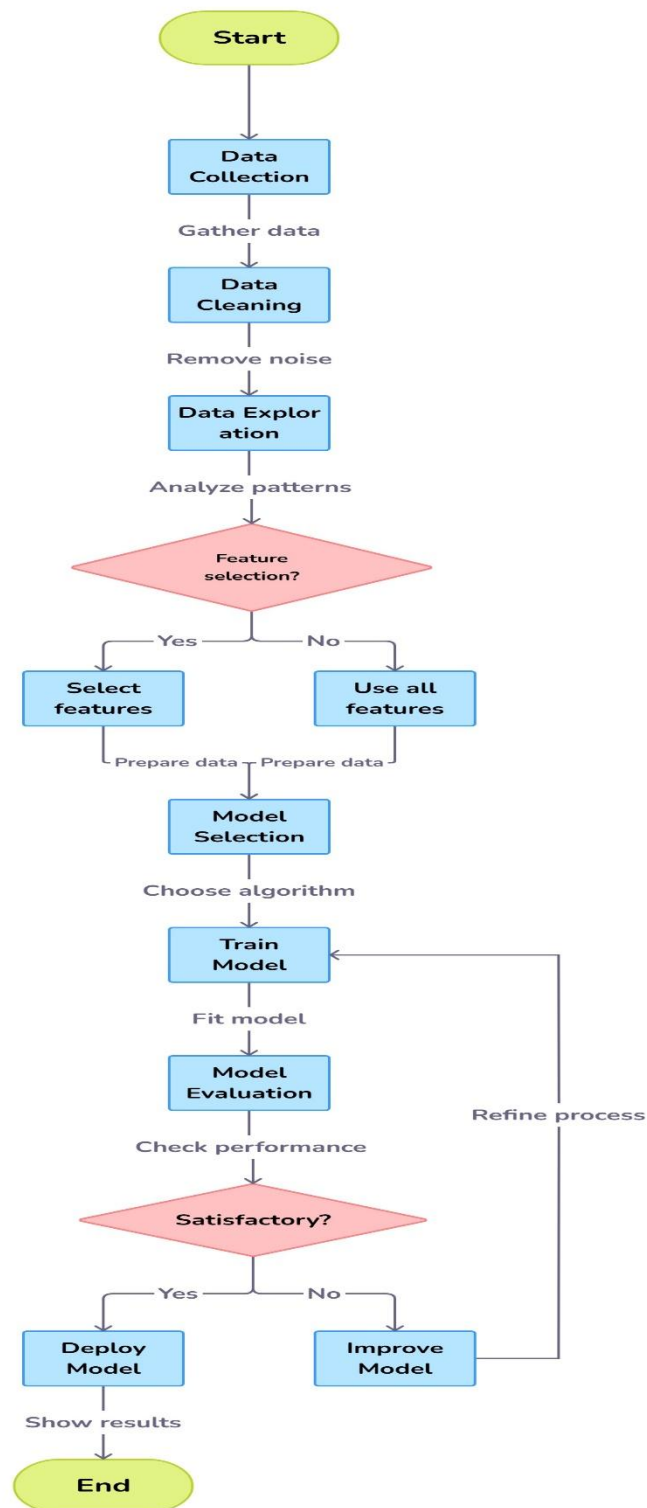 Start
Data
Collection
Gather data
Data
Cleaning
Remove noise
Data Explor
ation
Analyze patterns
Feature
selection?
Yes
No
Select
features
Use all
features
Prepare data
Prepare data
Model
Selection
Choose algorithm
Train
Model
Fit model
Model
Evaluation
Refine process
Check performance
Satisfactory?
Yes
No
Deploy
Model
Improve
Model
Show results
End